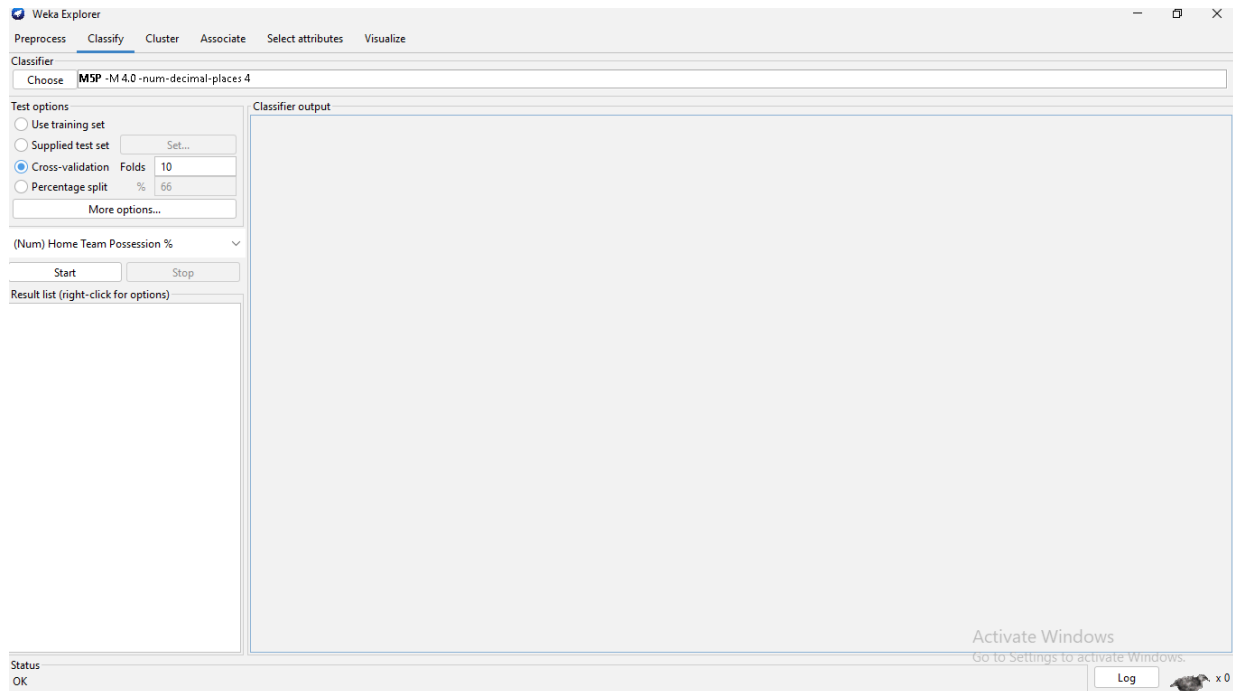 Weka Explorer
Preprocess Classify Cluster Associate Select attributes Visualize
Classifier
Choose M5P -M 4.0 -num-decimal-places 4
Test options
Use training set
Supplied test set Set...
Cross-validation Folds 10
Percentage split % 66
More options...
(Num) Home Team Possession %
Start Stop
Result list (right-click for options)
Classifier output
Activate Windows
Go to Settings to activate Windows.
Status
OK
Log x 0